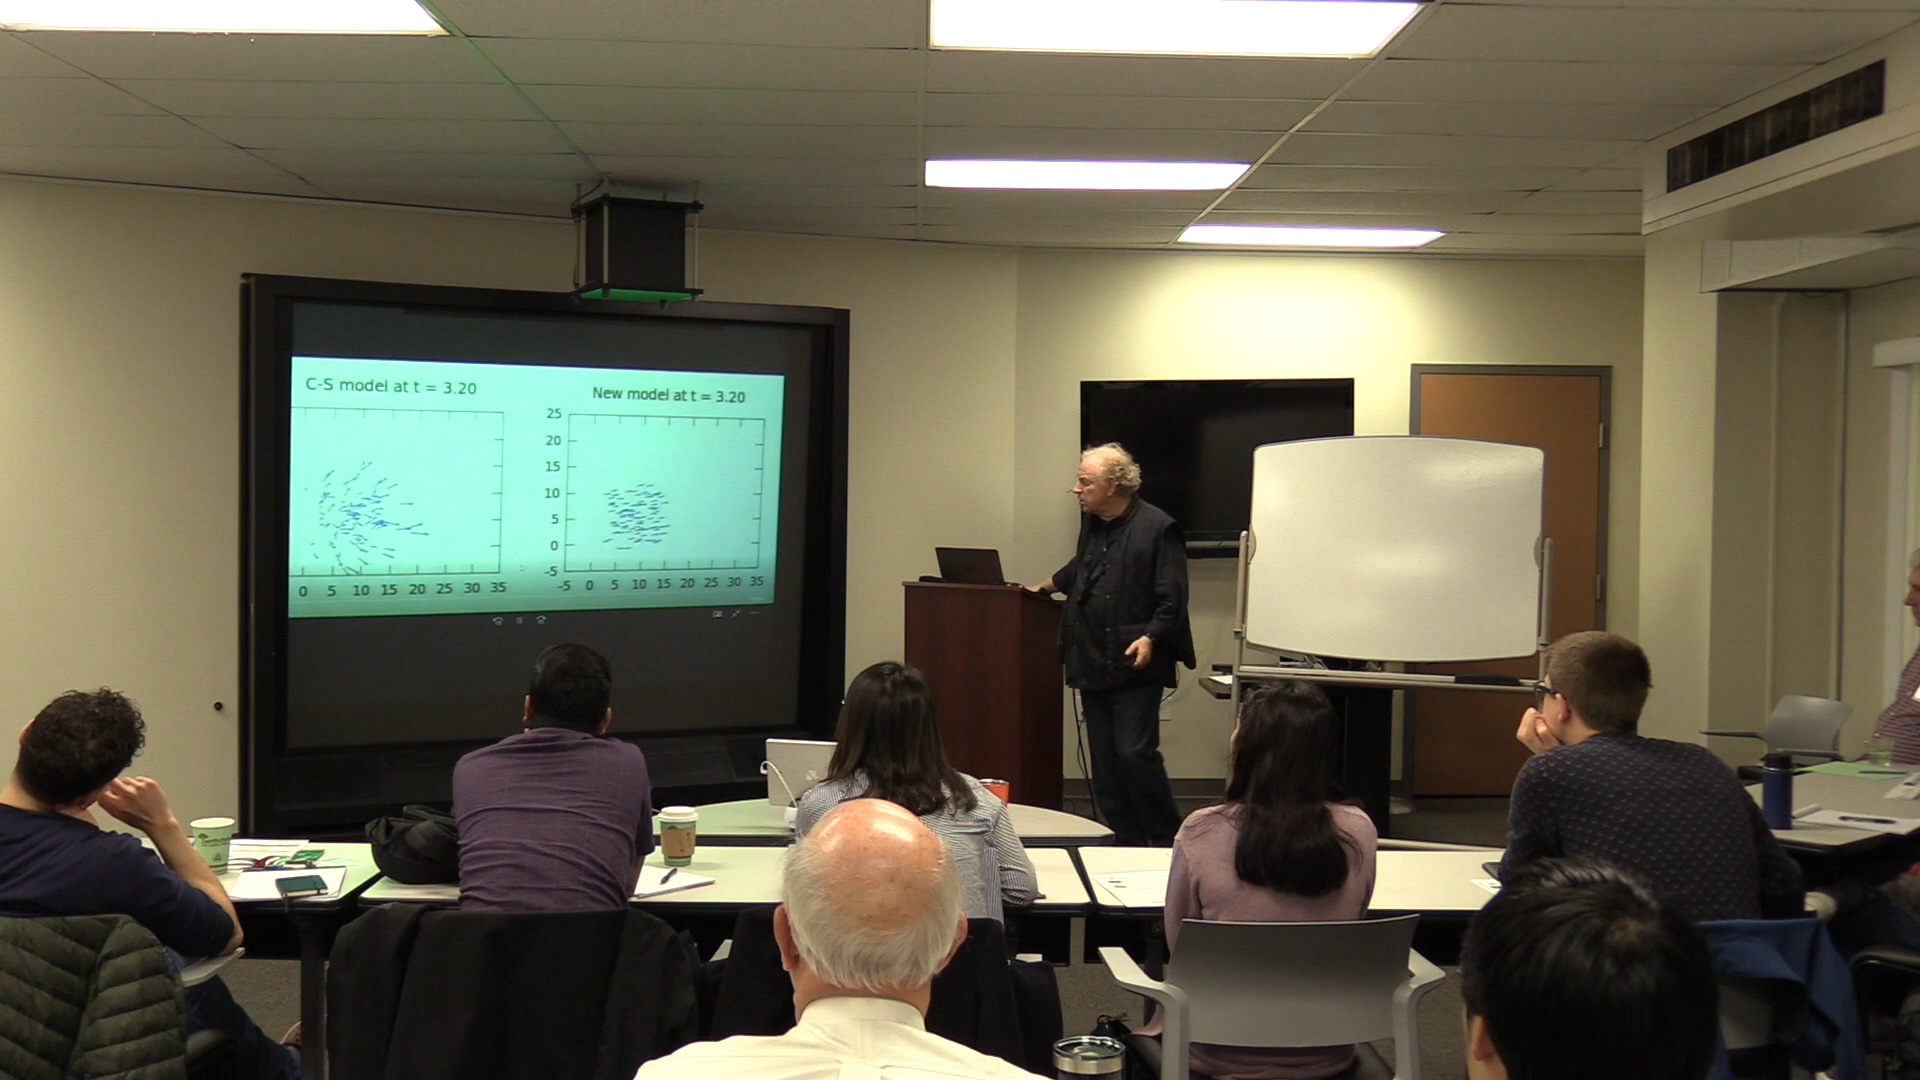 C-S model at t = 3.20
New model at t = 3.20
0 5 10 15 20 25 30 35
25
20
15
10
5
0
-5
-5 0 5 10 15 20 25 30 35